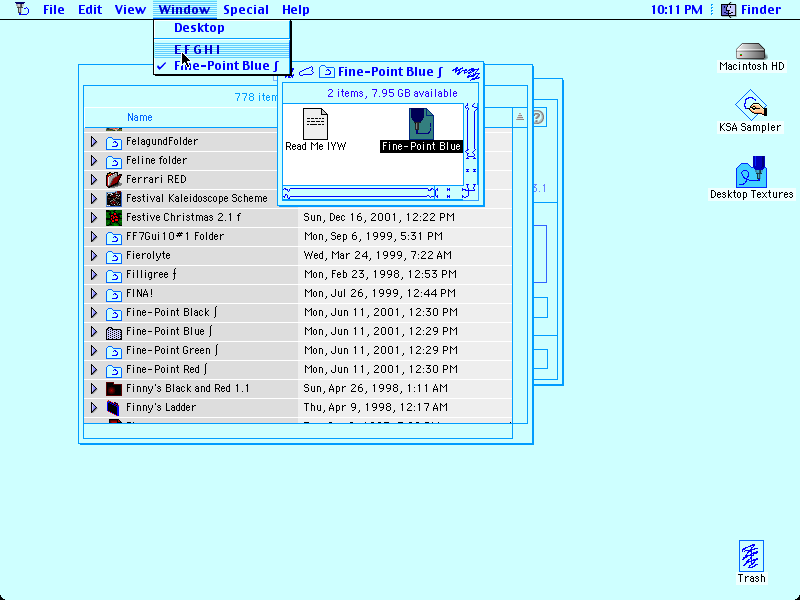 File Edit View Window Special Help 10:11 PM Finder
Desktop
E F G H I
✓ Fine-Point Blue ʃ
Fine-Point Blue ʃ
2 items, 7.95 GB available
Read Me IYW
Fine-Point Blue
778 item
Name
FelagundFolder
Feline folder
Ferrari RED
Festival Kaleidoscope Scheme
Festive Christmas 2.1 f Sun, Dec 16, 2001, 12:22 PM
FF7Gui10#1 Folder Mon, Sep 6, 1999, 5:31 PM
Fierolyte Wed, Mar 24, 1999, 7:22 AM
Filligree ƒ Mon, Feb 23, 1998, 12:53 PM
FINA! Mon, Jul 26, 1999, 12:44 PM
Fine-Point Black ʃ Mon, Jun 11, 2001, 12:30 PM
Fine-Point Blue ʃ Mon, Jun 11, 2001, 12:29 PM
Fine-Point Green ʃ Mon, Jun 11, 2001, 12:29 PM
Fine-Point Red ʃ Mon, Jun 11, 2001, 12:30 PM
Finny's Black and Red 1.1 Sun, Apr 26, 1998, 1:11 AM
Finny's Ladder Thu, Apr 9, 1998, 12:17 AM
3.1
Macintosh HD
KSA Sampler
Desktop Textures
Trash